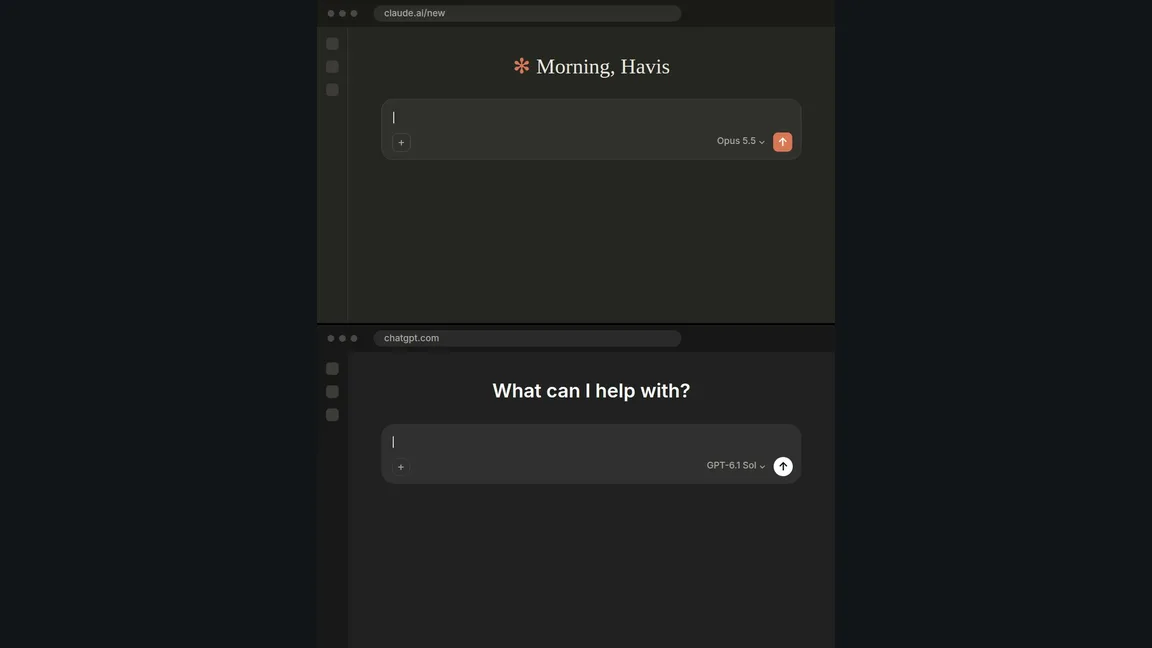 claude.ai/new
Morning, Havis
+
Opus 5.5
chatgpt.com
What can I help with?
+
GPT-6.1 Sol